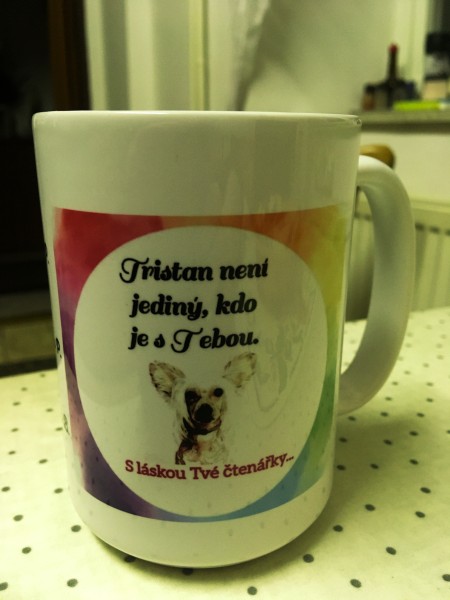 Tristan není
jediný, kdo
je s Tebou.
S láskou Tvé čtenářky...